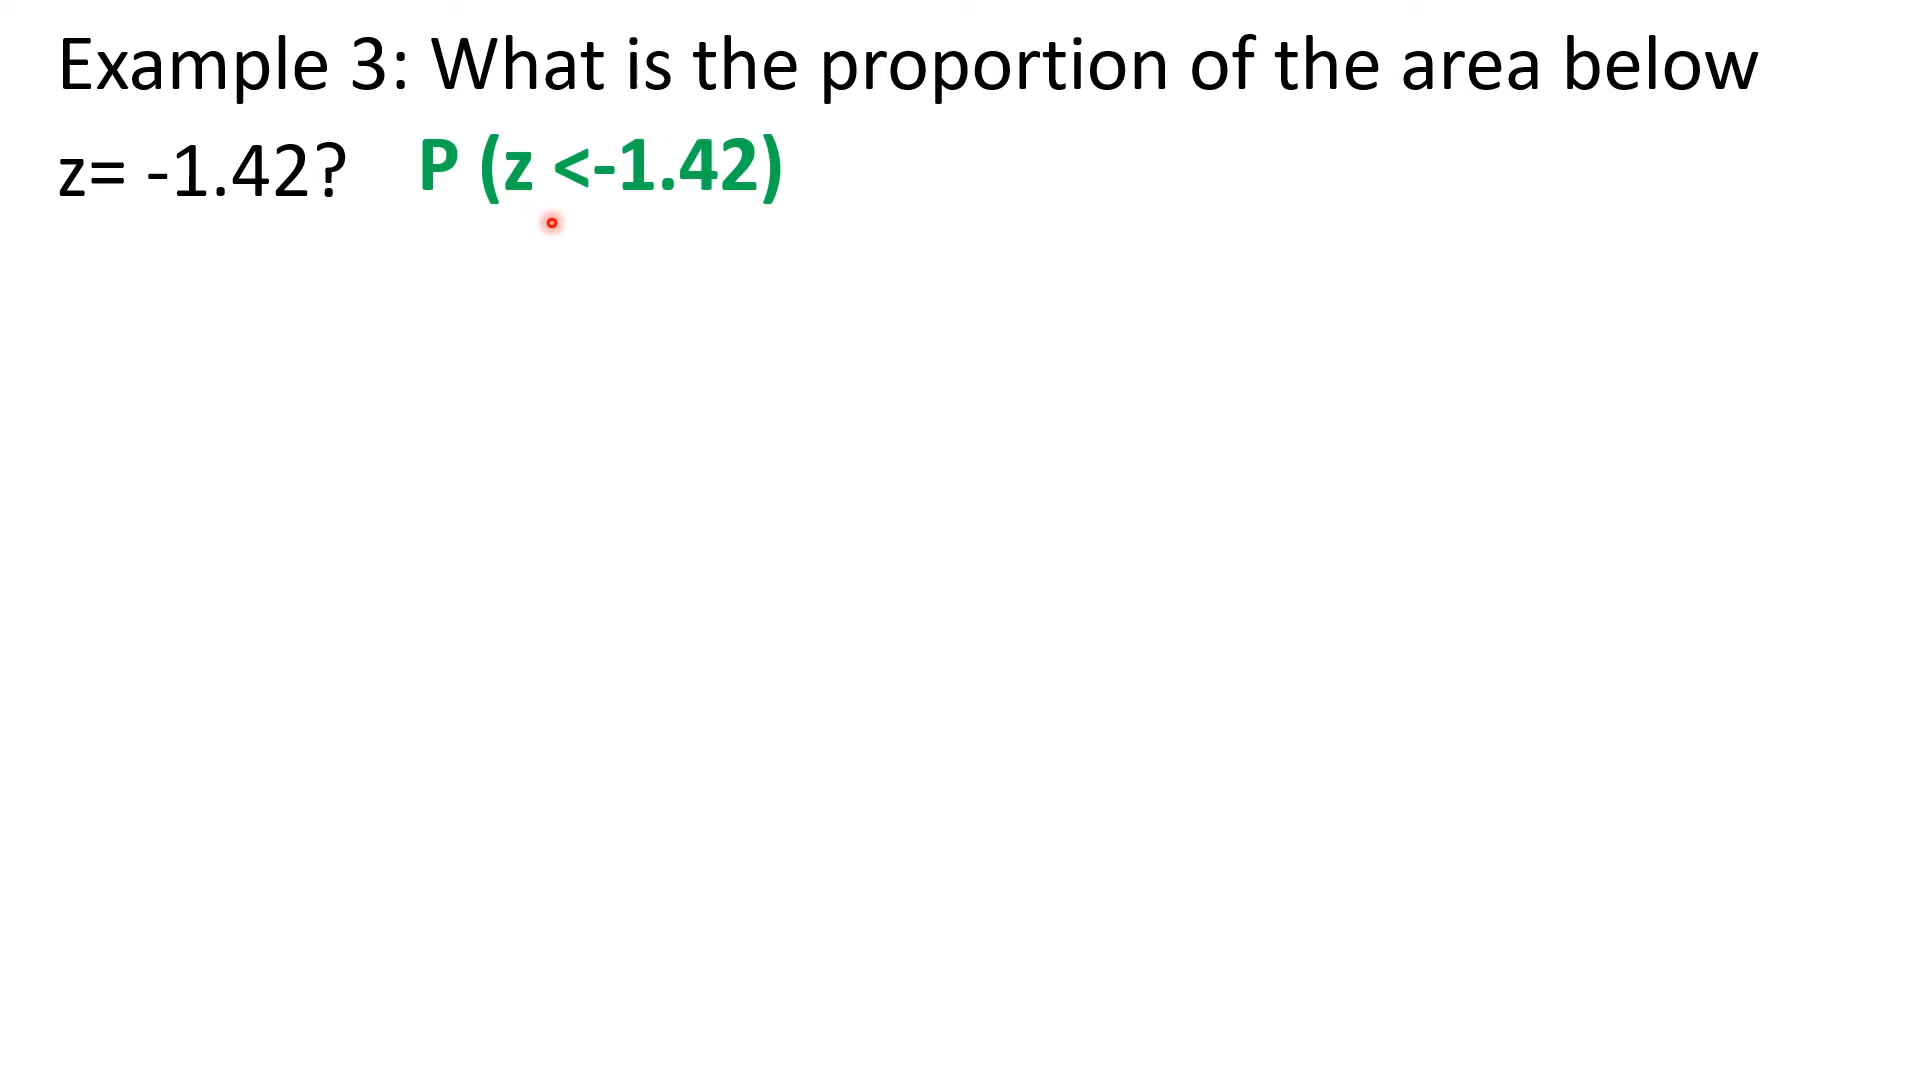 Example 3: What is the proportion of the area below
z= -1.42? P (z <-1.42)